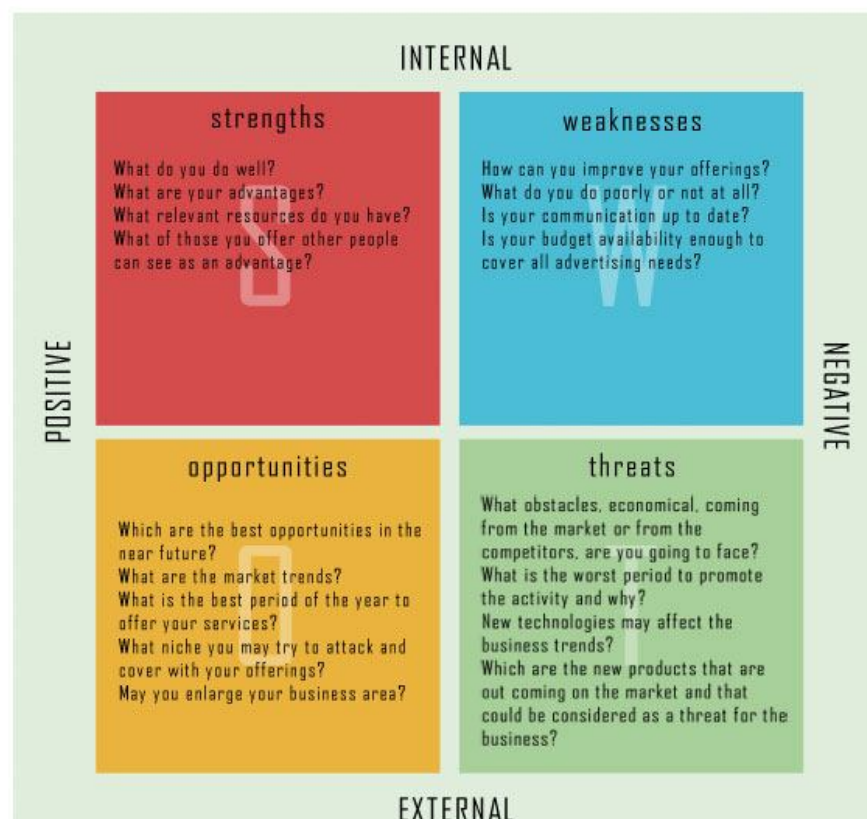 INTERNAL
strengths
What do you do well?
What are your advantages?
What relevant resources do you have?
What of those you offer other people
can see as an advantage?
S
weaknesses
How can you improve your offerings?
What do you do poorly or not at all?
Is your communication up to date?
Is your budget availability enough to
cover all advertising needs?
W
POSITIVE
NEGATIVE
opportunities
Which are the best opportunities in the
near future?
What are the market trends?
What is the best period of the year to
offer your services?
What niche you may try to attack and
cover with your offerings?
May you enlarge your business area?
O
threats
What obstacles, economical, coming
from the market or from the
competitors, are you going to face?
What is the worst period to promote
the activity and why?
New technologies may affect the
business trends?
Which are the new products that are
out coming on the market and that
could be considered as a threat for the
business?
T
EXTERNAL